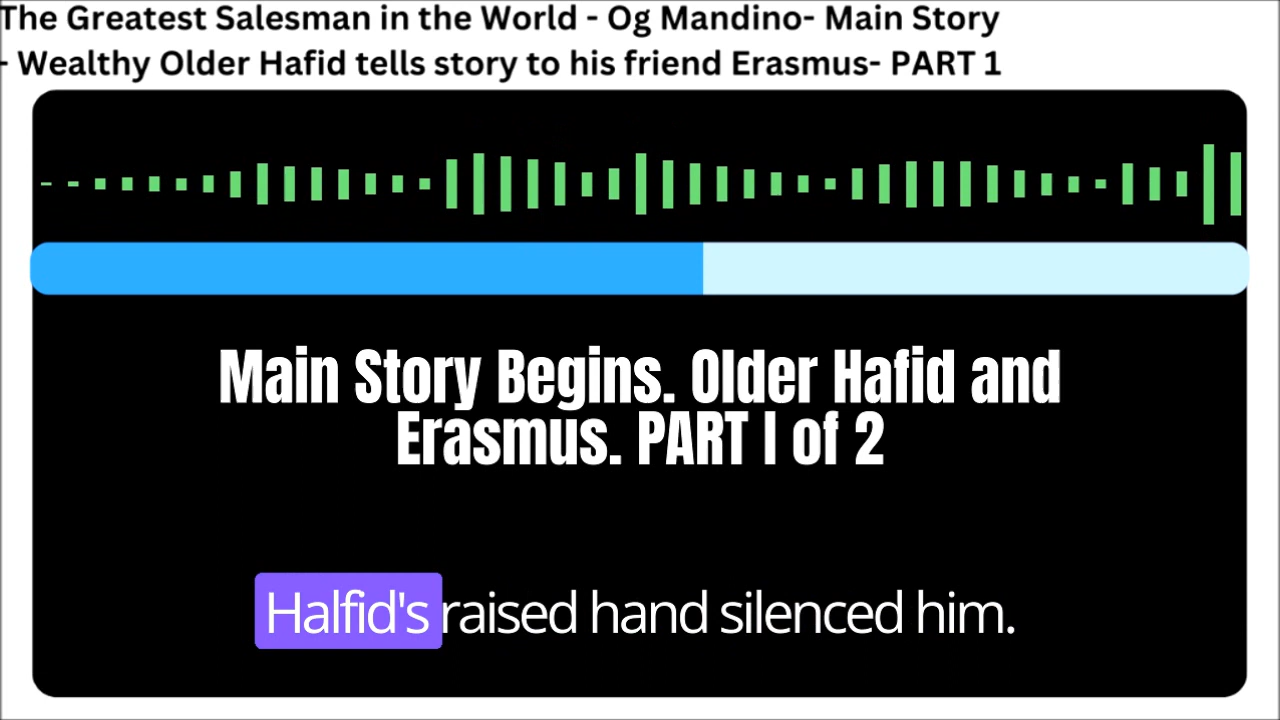 The Greatest Salesman in the World - Og Mandino- Main Story
- Wealthy Older Hafid tells story to his friend Erasmus- PART 1
Main Story Begins. Older Hafid and
Erasmus. PART I of 2
Halfid's raised hand silenced him.